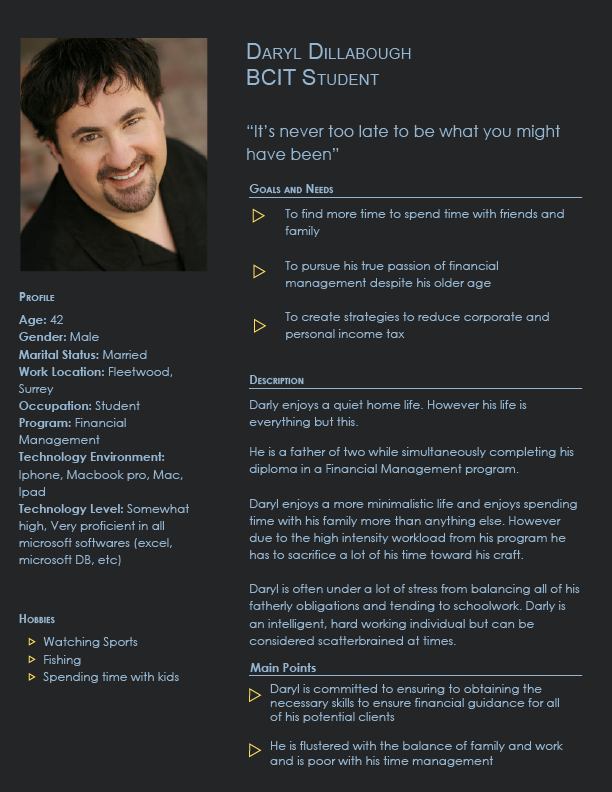 Daryl Dillabough
BCIT Student
“It’s never too late to be what you might
have been”
Goals and Needs
To find more time to spend time with friends and
family
To pursue his true passion of financial
management despite his older age
To create strategies to reduce corporate and
personal income tax
Profile
Age: 42
Gender: Male
Marital Status: Married
Work Location: Fleetwood,
Surrey
Occupation: Student
Program: Financial
Management
Technology Environment:
Iphone, Macbook pro, Mac,
Ipad
Technology Level: Somewhat
high, Very proficient in all
microsoft softwares (excel,
microsoft DB, etc)
Hobbies
Watching Sports
Fishing
Spending time with kids
Description
Darly enjoys a quiet home life. However his life is
everything but this.
He is a father of two while simultaneously completing his
diploma in a Financial Management program.
Daryl enjoys a more minimalistic life and enjoys spending
time with his family more than anything else. However
due to the high intensity workload from his program he
has to sacrifice a lot of his time toward his craft.
Daryl is often under a lot of stress from balancing all of his
fatherly obligations and tending to schoolwork. Darly is
an intelligent, hard working individual but can be
considered scatterbrained at times.
Main Points
Daryl is committed to ensuring to obtaining the
necessary skills to ensure financial guidance for all
of his potential clients
He is flustered with the balance of family and work
and is poor with his time management